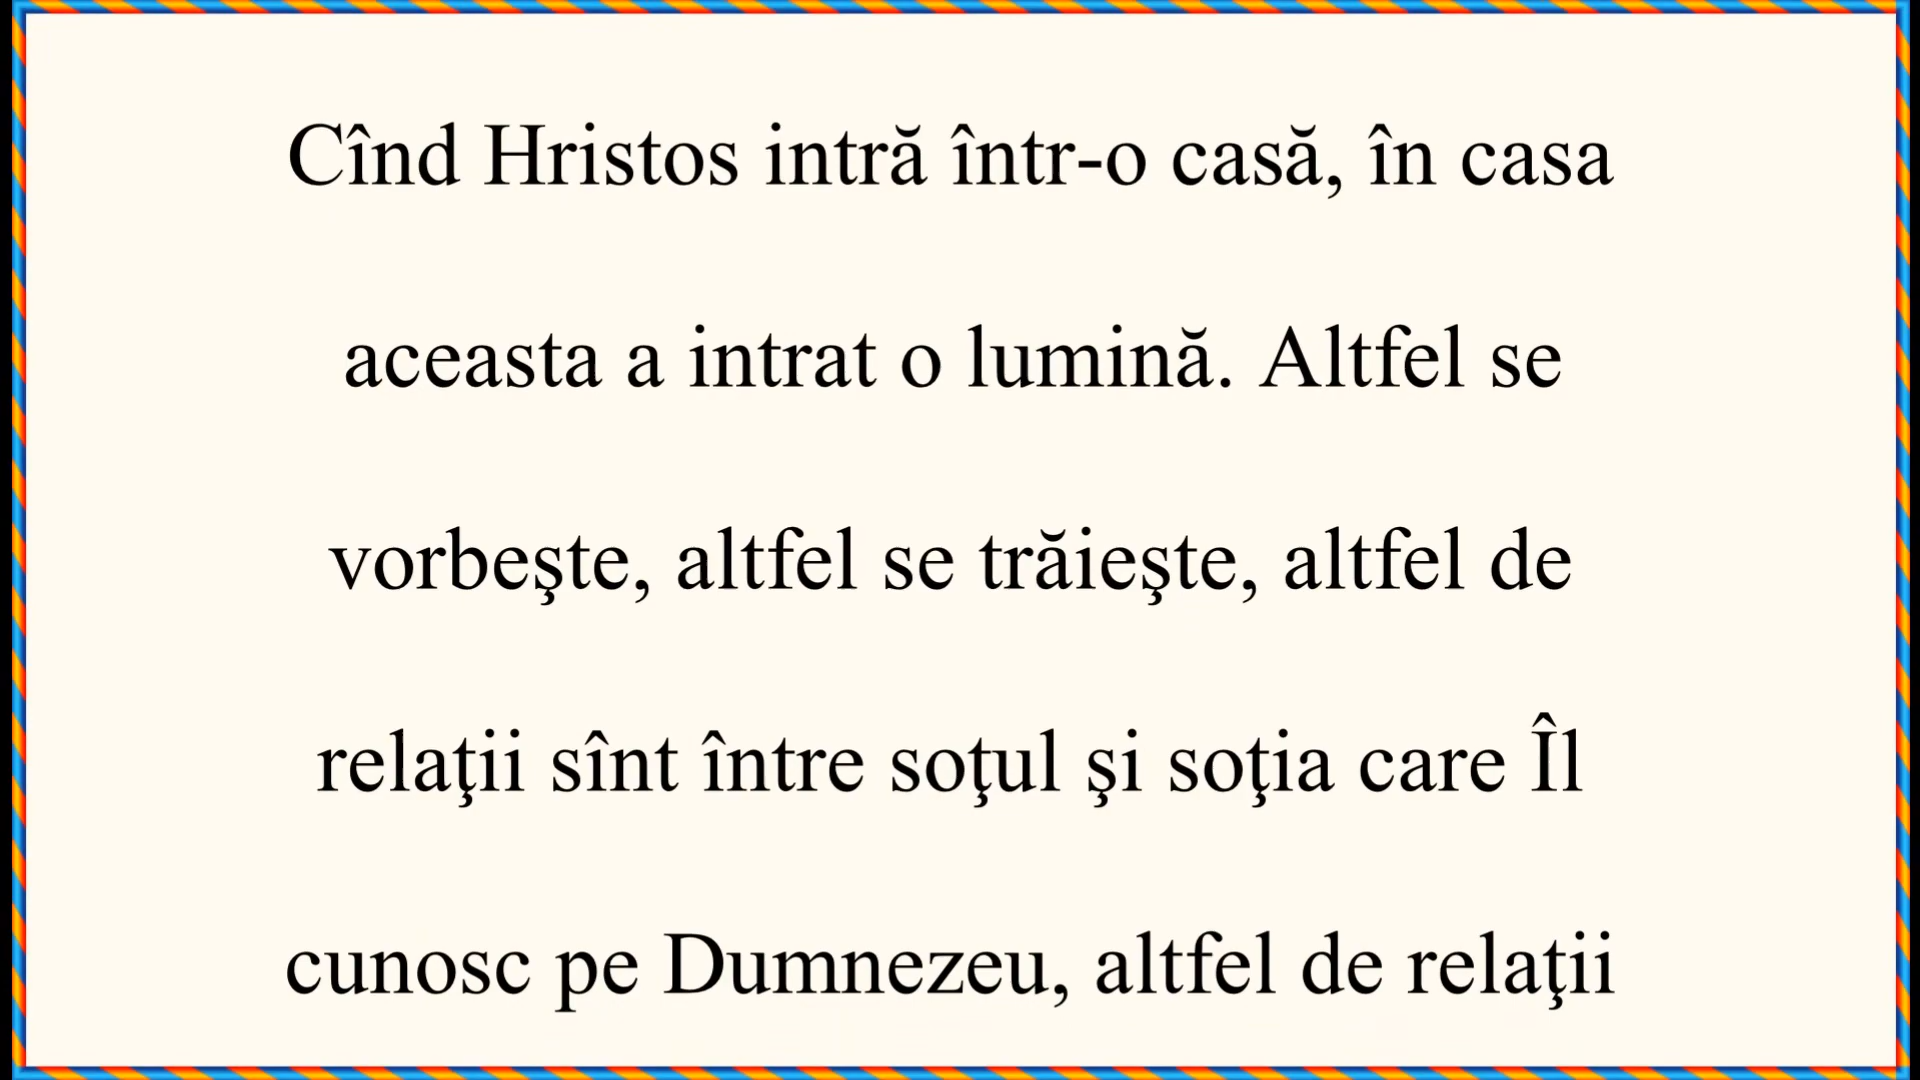 Cînd Hristos intră într-o casă, în casa
aceasta a intrat o lumină. Altfel se
vorbeşte, altfel se trăieşte, altfel de
relaţii sînt între soţul şi soţia care Îl
cunosc pe Dumnezeu, altfel de relaţii